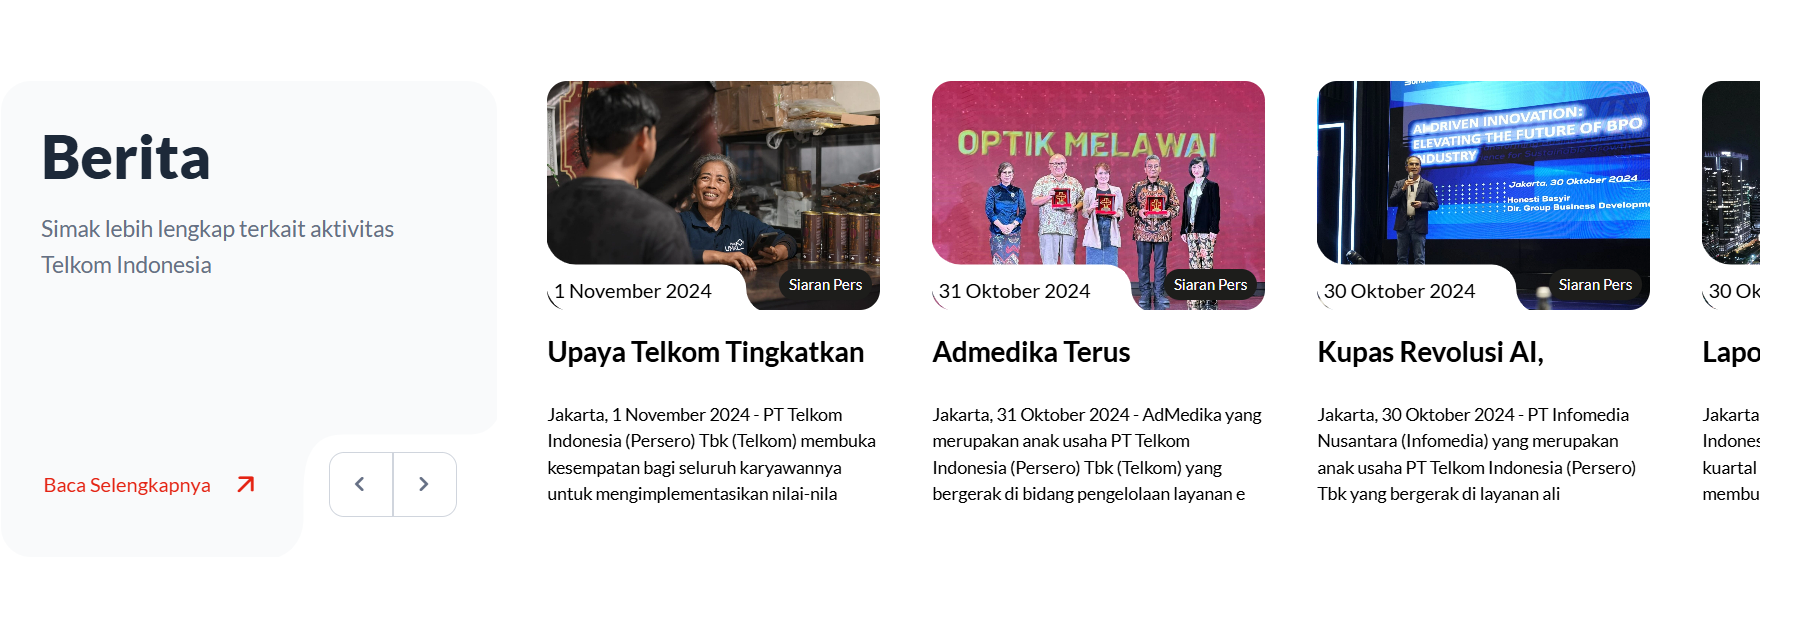 Berita
Simak lebih lengkap terkait aktivitas
Telkom Indonesia
Baca Selengkapnya
1 November 2024
Siaran Pers
Upaya Telkom Tingkatkan
Jakarta, 1 November 2024 - PT Telkom
Indonesia (Persero) Tbk (Telkom) membuka
kesempatan bagi seluruh karyawannya
untuk mengimplementasikan nilai-nila
OPTIK MELAWAI
31 Oktober 2024
Siaran Pers
Admedika Terus
Jakarta, 31 Oktober 2024 - AdMedika yang
merupakan anak usaha PT Telkom
Indonesia (Persero) Tbk (Telkom) yang
bergerak di bidang pengelolaan layanan e
AI-DRIVEN INNOVATION:
ELEVATING THE FUTURE OF BPO
INDUSTRY
Jakarta, 30 Oktober 2024
Honesti Basyir
Dir. Group Business Developme
30 Oktober 2024
Siaran Pers
Kupas Revolusi AI,
Jakarta, 30 Oktober 2024 - PT Infomedia
Nusantara (Infomedia) yang merupakan
anak usaha PT Telkom Indonesia (Persero)
Tbk yang bergerak di layanan ali
30 Ok
Lapo
Jakarta
Indones
kuartal
membu